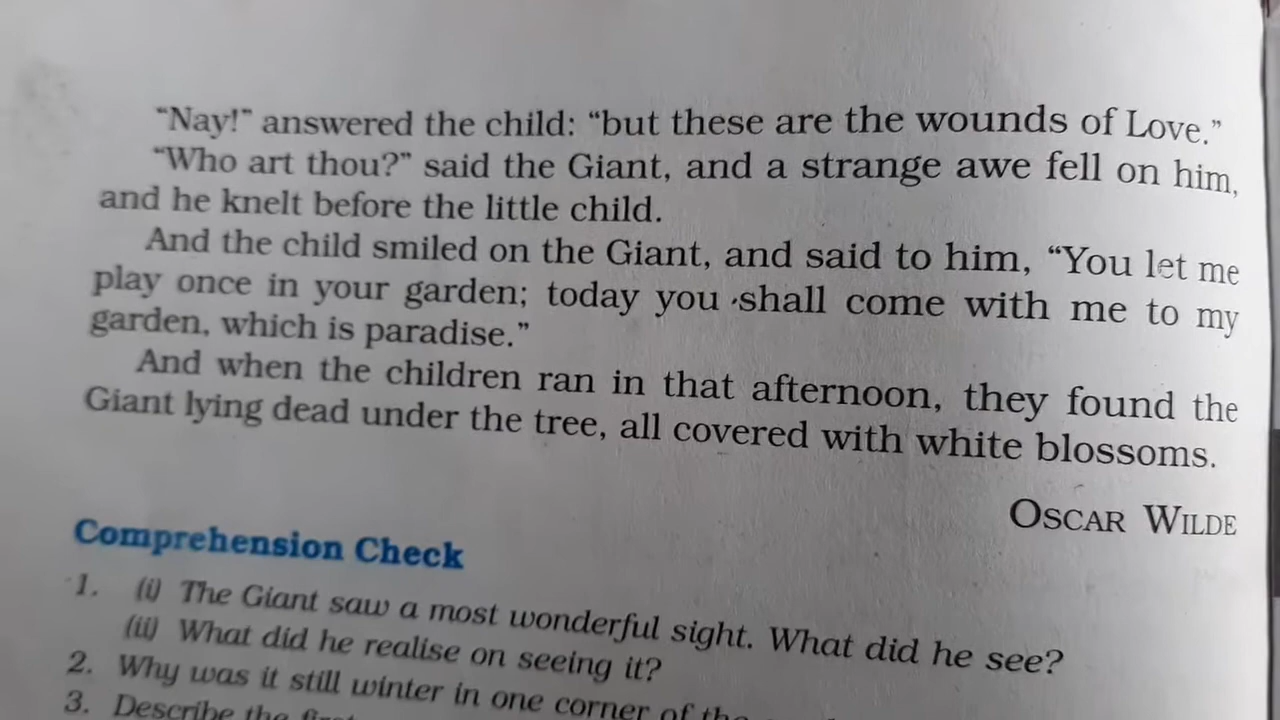 “Nay!” answered the child: “but these are the wounds of Love.”
“Who art thou?” said the Giant, and a strange awe fell on him,
and he knelt before the little child.
And the child smiled on the Giant, and said to him, “You let me
play once in your garden; today you shall come with me to my
garden, which is paradise.”
And when the children ran in that afternoon, they found the
Giant lying dead under the tree, all covered with white blossoms.
OSCAR WILDE
Comprehension Check
1. (i) The Giant saw a most wonderful sight. What did he see?
(ii) What did he realise on seeing it?
2. Why was it still winter in one corner of the
3. Describe the